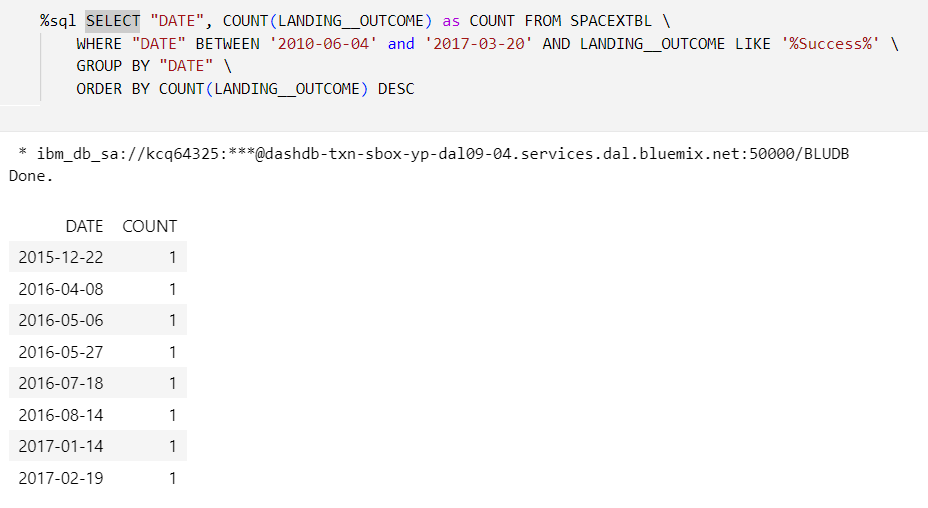 %sql SELECT "DATE", COUNT(LANDING__OUTCOME) as COUNT FROM SPACEXTBL \
WHERE "DATE" BETWEEN '2010-06-04' and '2017-03-20' AND LANDING__OUTCOME LIKE '%Success%' \
GROUP BY "DATE" \
ORDER BY COUNT(LANDING__OUTCOME) DESC
* ibm_db_sa://kcq64325:***@dashdb-txn-sbox-yp-dal09-04.services.dal.bluemix.net:50000/BLUDB
Done.
DATE COUNT
2015-12-22 1
2016-04-08 1
2016-05-06 1
2016-05-27 1
2016-07-18 1
2016-08-14 1
2017-01-14 1
2017-02-19 1